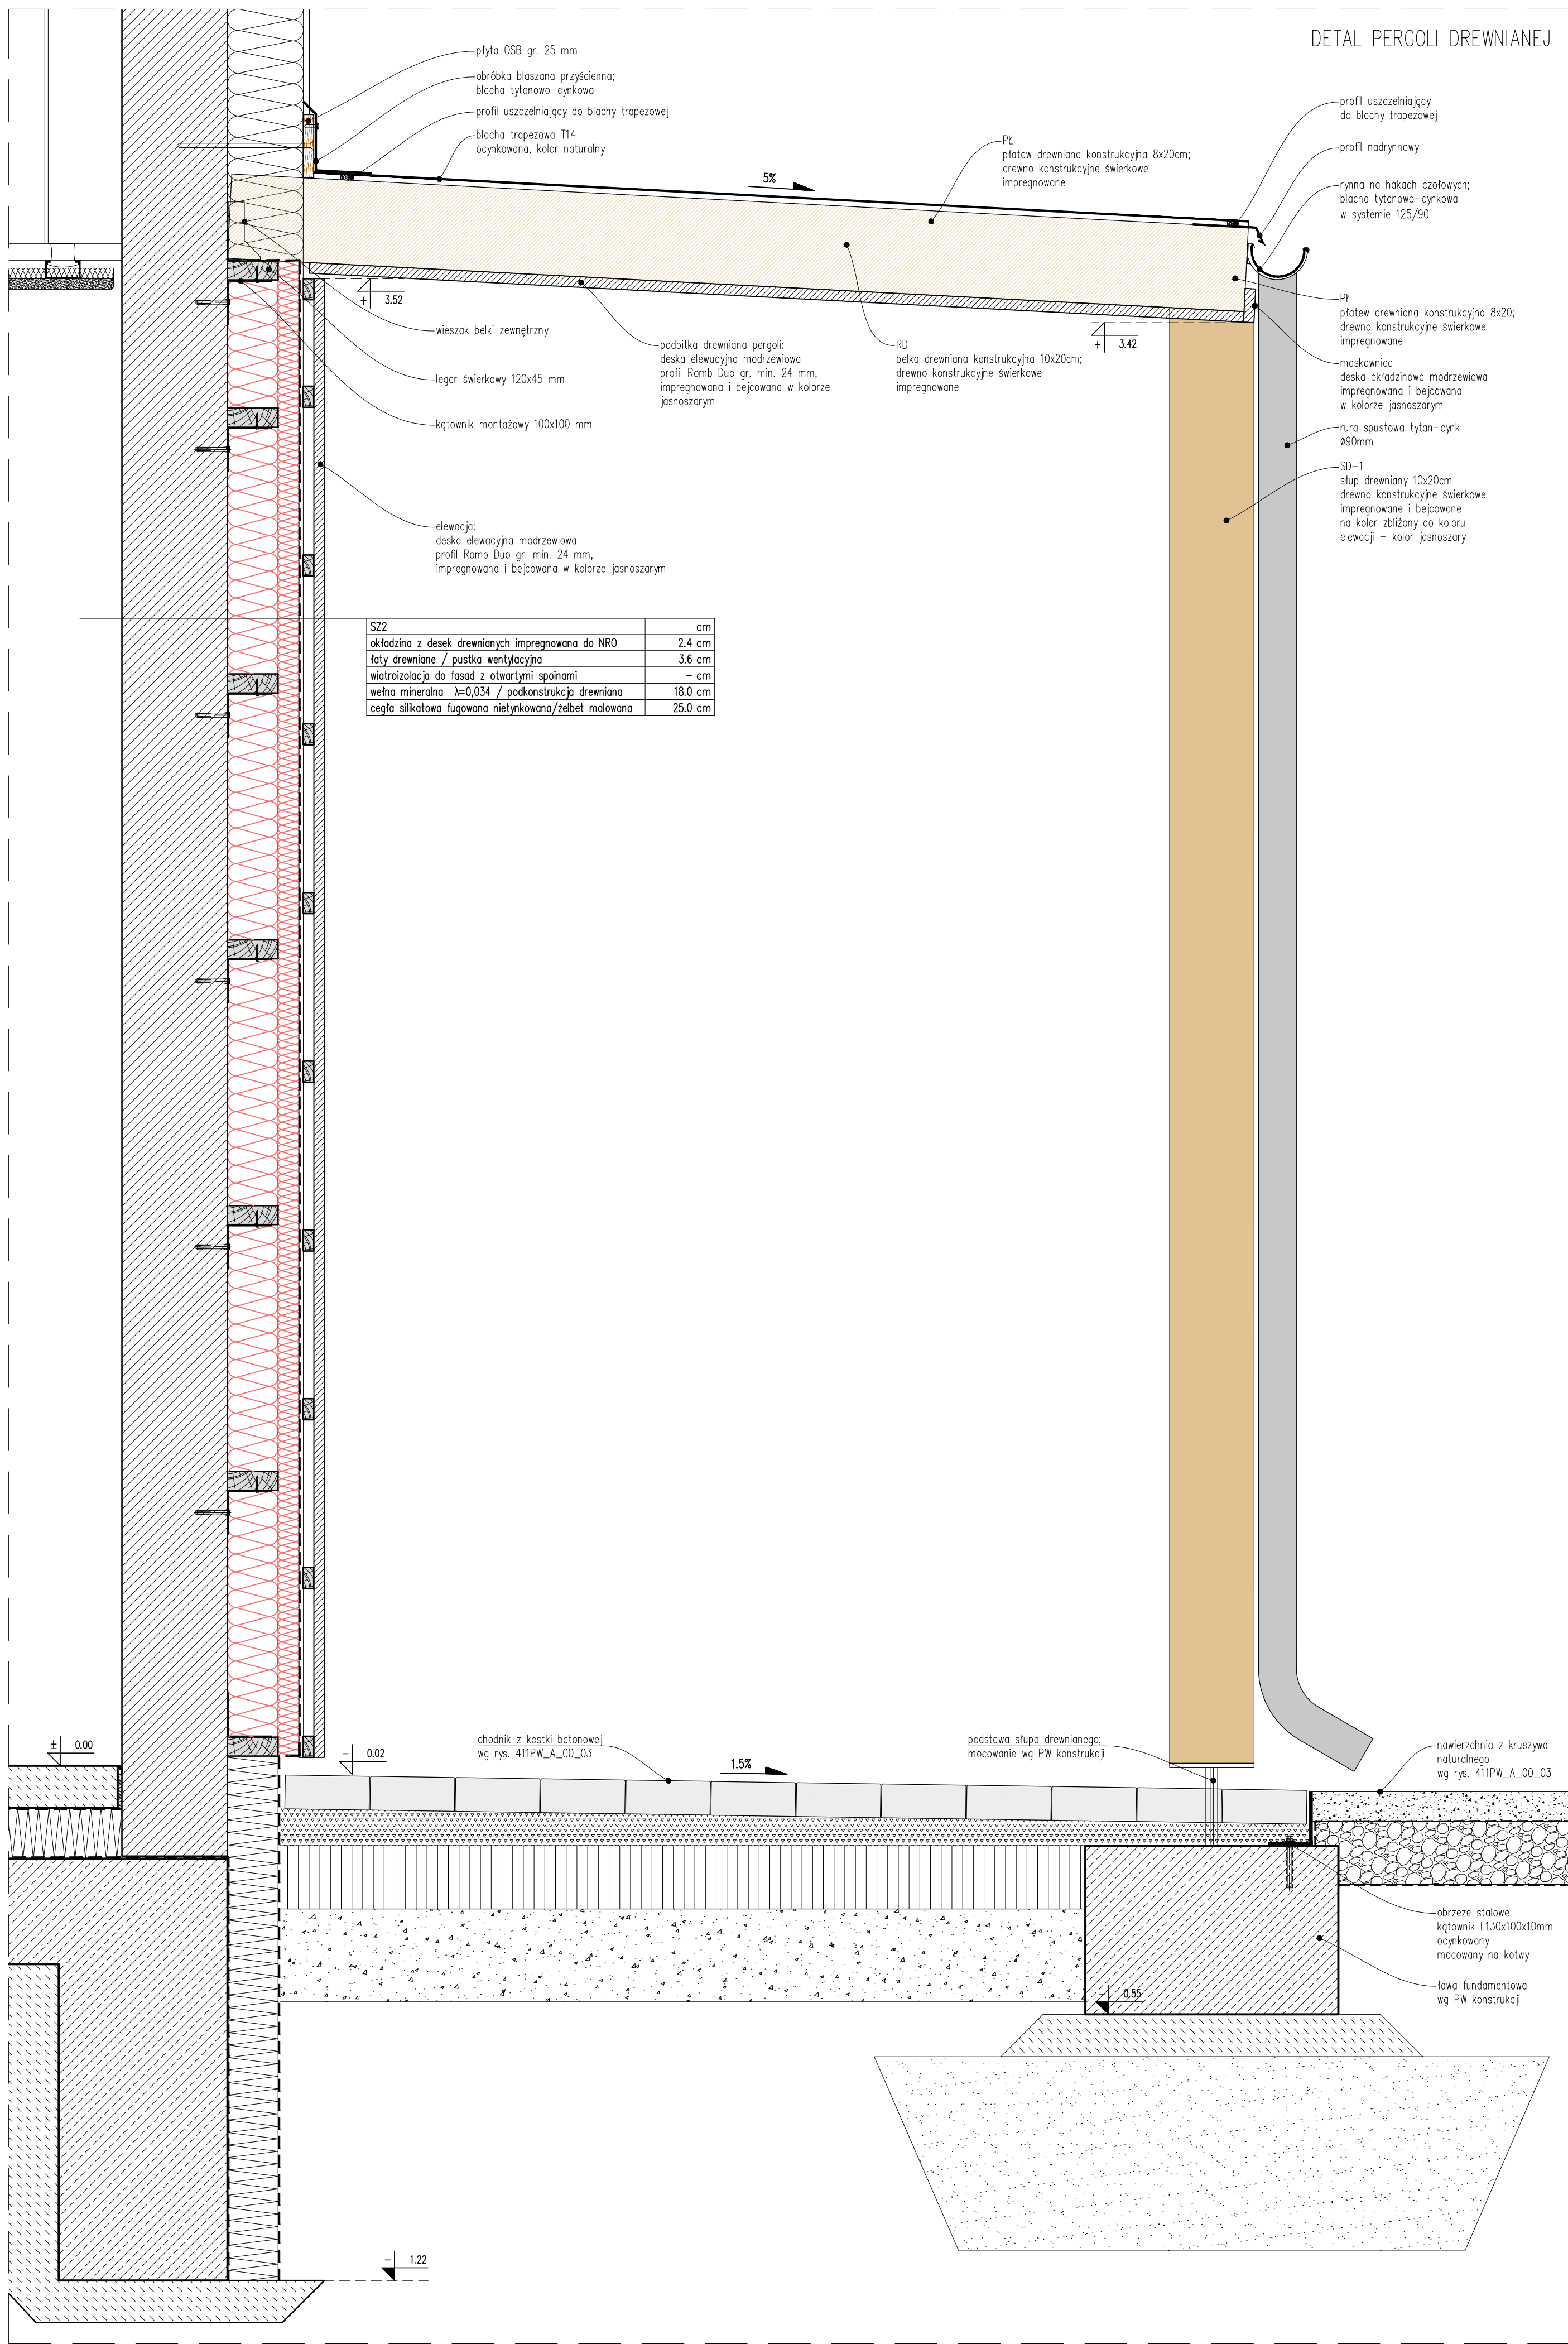 DETAL PERGOLI DREWNIANEJ
płyta OSB gr. 25 mm
obróbka blaszana przyścienna;
blacha tytanowo-cynkowa
profil uszczelniający do blachy trapezowej
blacha trapezowa T14
ocynkowana, kolor naturalny
5%
PŁ
płatew drewniana konstrukcyjna 8x20cm;
drewno konstrukcyjne świerkowe
impregnowane
profil uszczelniający
do blachy trapezowej
profil nadrynnowy
rynna na hakach czołowych;
blacha tytanowo-cynkowa
w systemie 125/90
+ 3.52
+ 3.42
wieszak belki zewnętrzny
legar świerkowy 120x45 mm
kątownik montażowy 100x100 mm
podbitka drewniana pergoli:
deska elewacyjna modrzewiowa
profil Romb Duo gr. min. 24 mm,
impregnowana i bejcowana w kolorze
jasnoszarym
RD
belka drewniana konstrukcyjna 10x20cm;
drewno konstrukcyjne świerkowe
impregnowane
PŁ
płatew drewniana konstrukcyjna 8x20;
drewno konstrukcyjne świerkowe
impregnowane
maskownica
deska okładzinowa modrzewiowa
impregnowana i bejcowana
w kolorze jasnoszarym
rura spustowa tytan-cynk
ø90mm
SD-1
słup drewniany 10x20cm
drewno konstrukcyjne świerkowe
impregnowane i bejcowane
na kolor zbliżony do koloru
elewacji – kolor jasnoszary
elewacja:
deska elewacyjna modrzewiowa
profil Romb Duo gr. min. 24 mm,
impregnowana i bejcowana w kolorze jasnoszarym
SZ2 cm
okładzina z desek drewnianych impregnowana do NRO 2.4 cm
łaty drewniane / pustka wentylacyjna 3.6 cm
wiatroizolacja do fasad z otwartymi spoinami – cm
wełna mineralna λ=0,034 / podkonstrukcja drewniana 18.0 cm
cegła silikatowa fugowana nietynkowana/żelbet malowana 25.0 cm
± 0.00
– 0.02
chodnik z kostki betonowej
wg rys. 411PW_A_00_03
1.5%
podstawa słupa drewnianego;
mocowanie wg PW konstrukcji
nawierzchnia z kruszywa
naturalnego
wg rys. 411PW_A_00_03
obrzeże stalowe
kątownik L130x100x10mm
ocynkowany
mocowany na kotwy
ława fundamentowa
wg PW konstrukcji
– 0.55
– 1.22